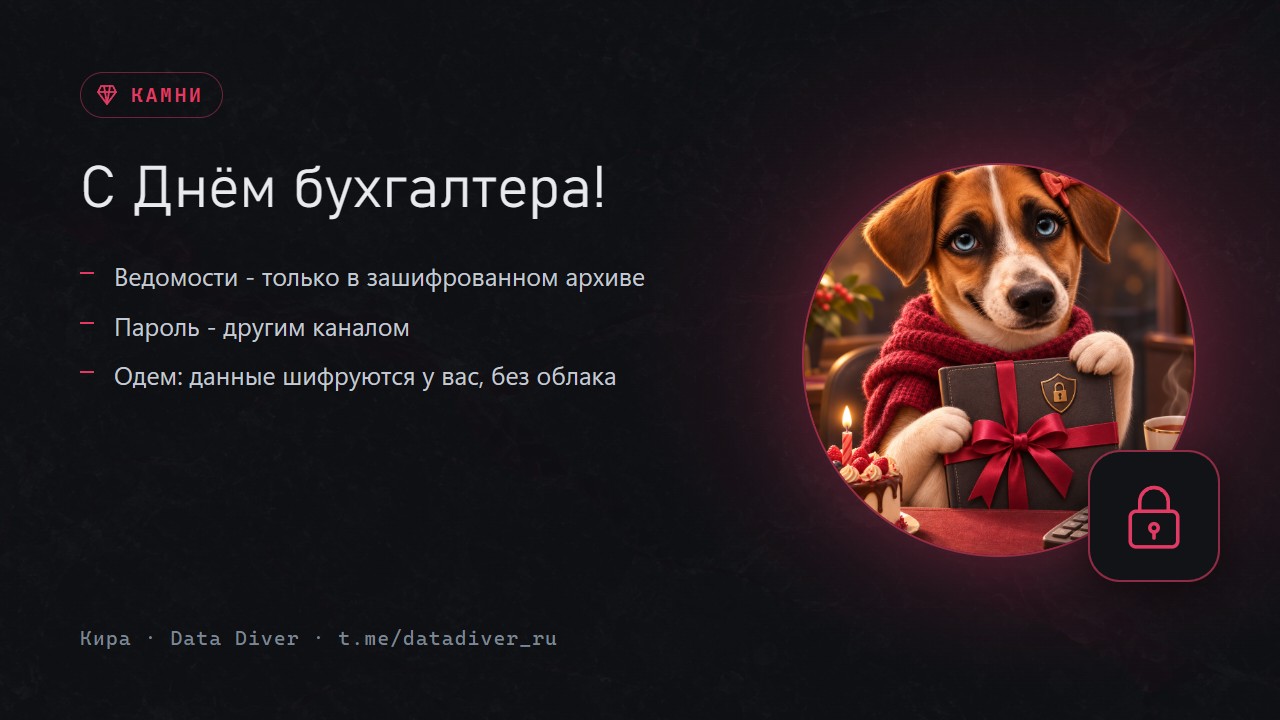 КАМНИ
С Днём бухгалтера!
Ведомости - только в зашифрованном архиве
Пароль - другим каналом
Одем: данные шифруются у вас, без облака
Кира · Data Diver · t.me/datadiver_ru